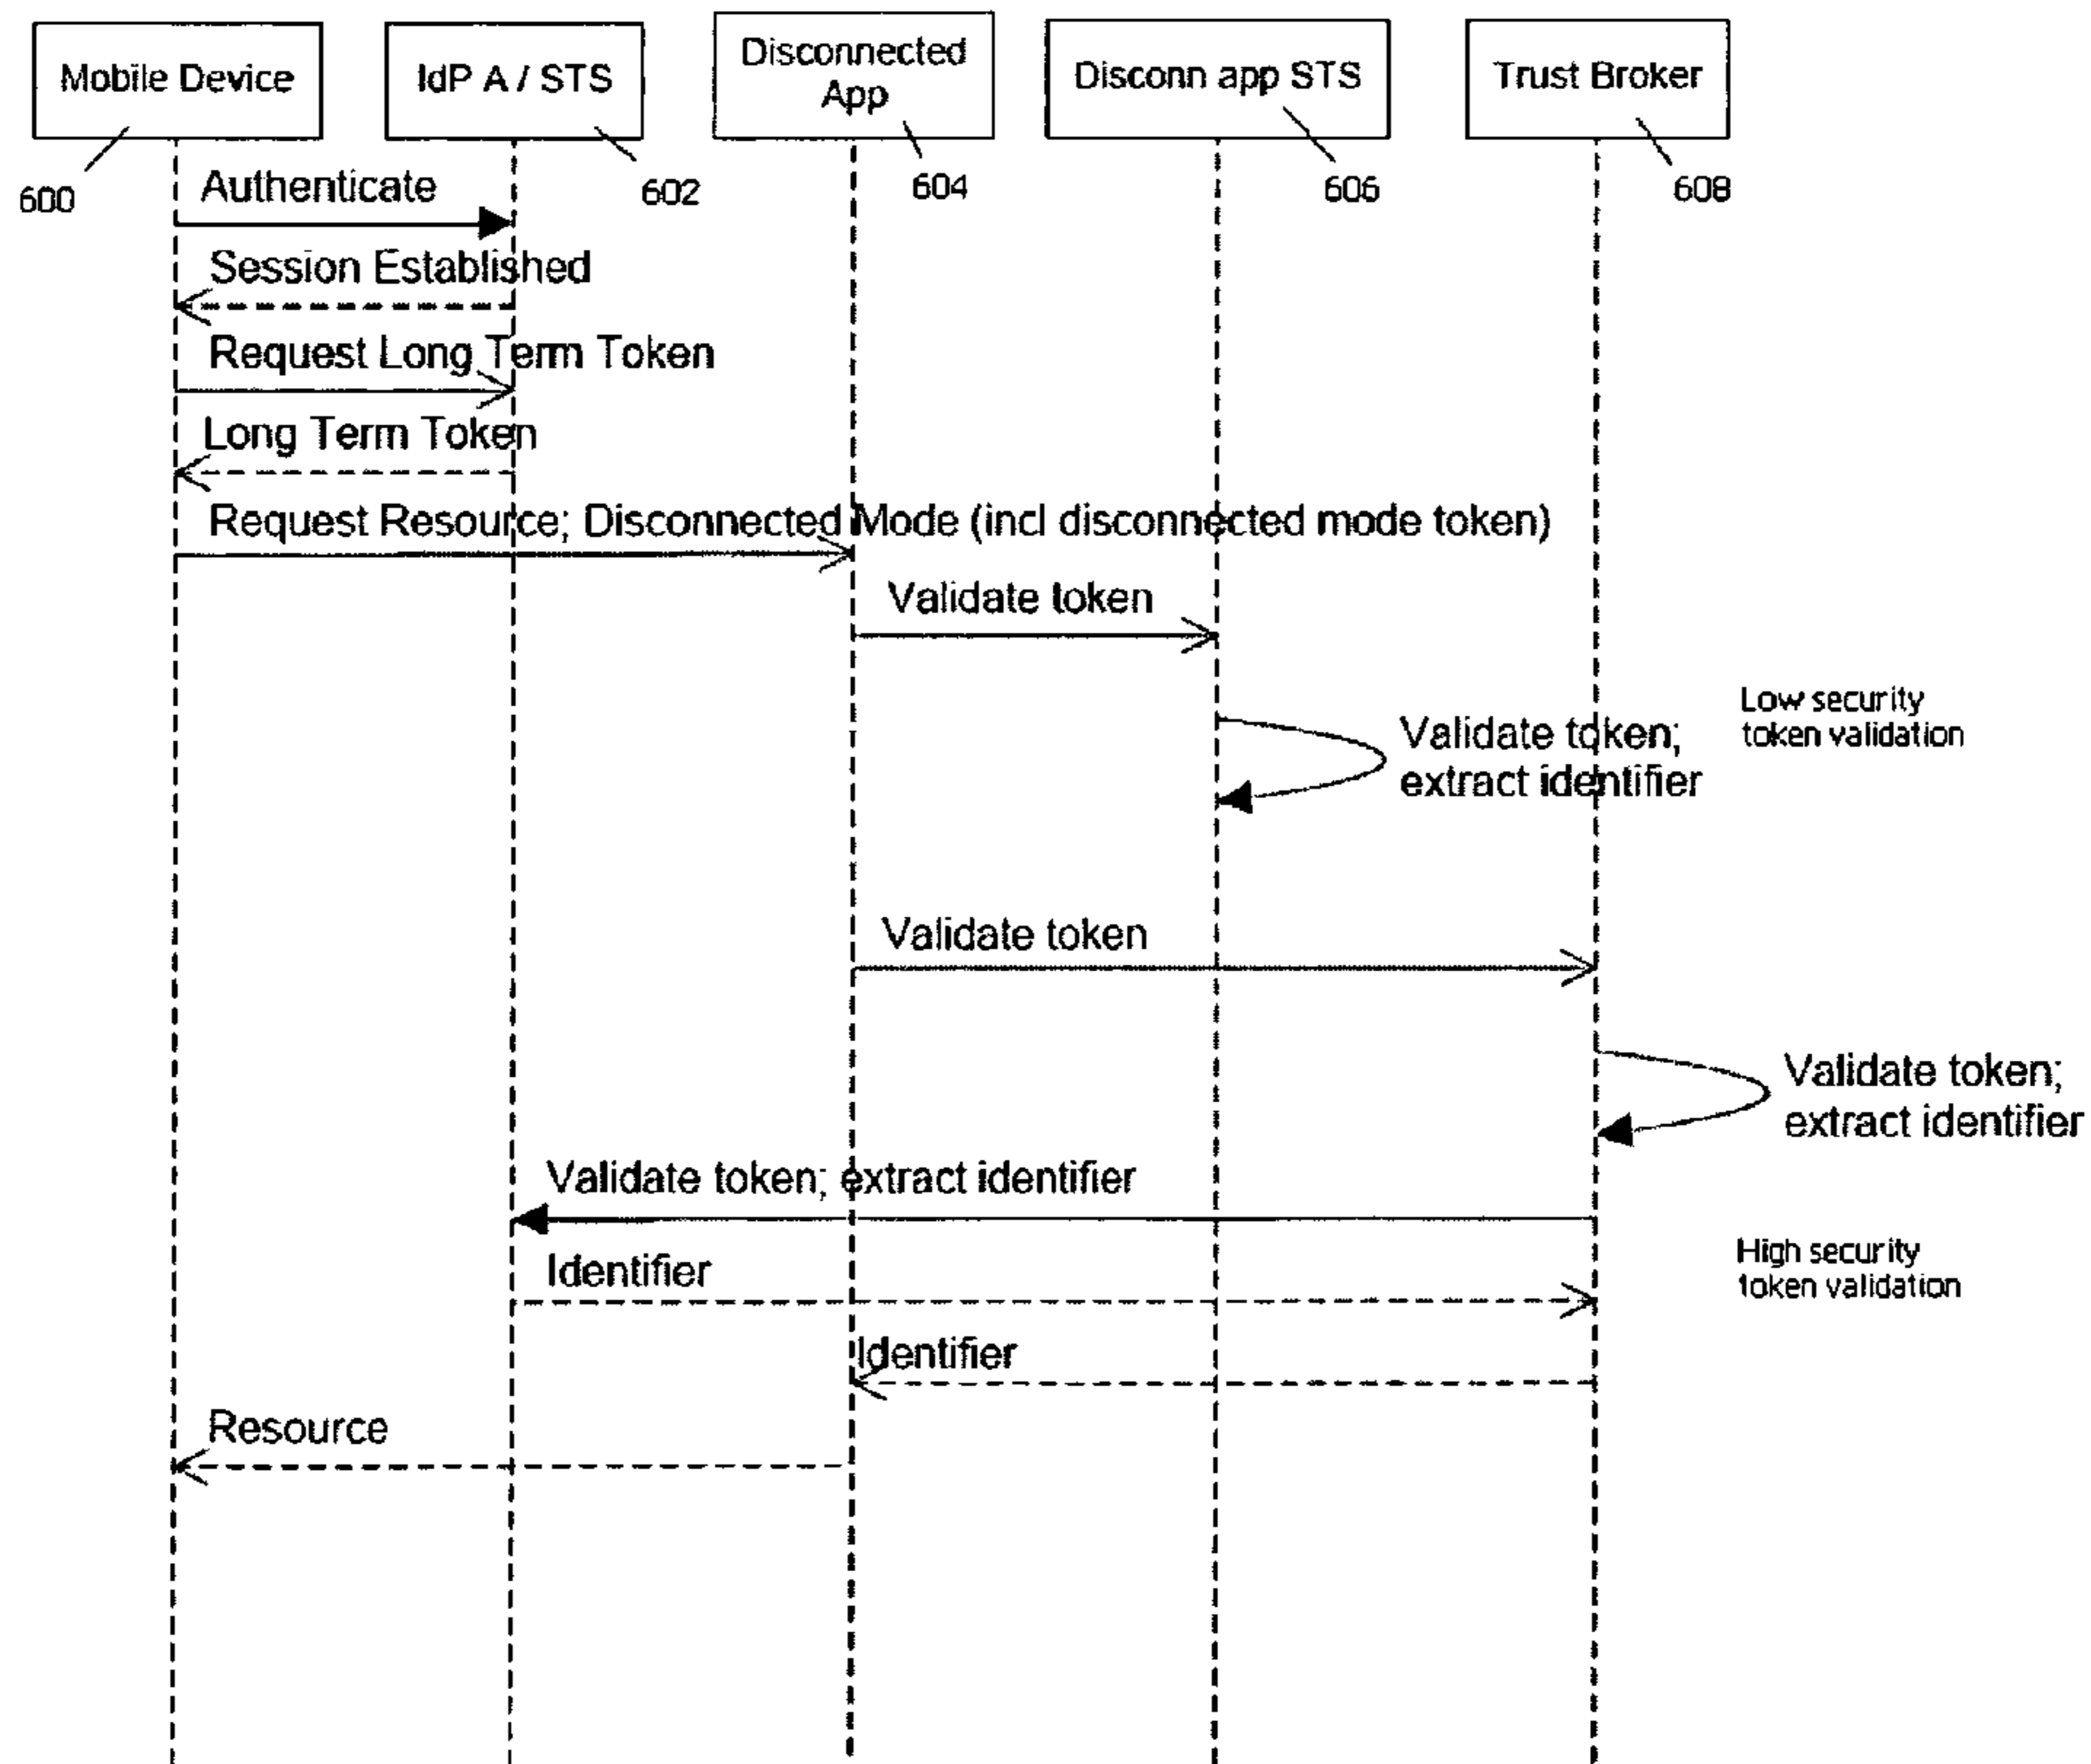 Mobile Device
IdP A / STS
Disconnected
App
Disconn app STS
Trust Broker
600
602
604
606
608
Authenticate
Session Established
Request Long Term Token
Long Term Token
Request Resource; Disconnected Mode (incl disconnected mode token)
Validate token
Low security
token validation
Validate token;
extract identifier
Validate token
Validate token;
extract identifier
Validate token; extract identifier
High security
token validation
Identifier
Identifier
Resource